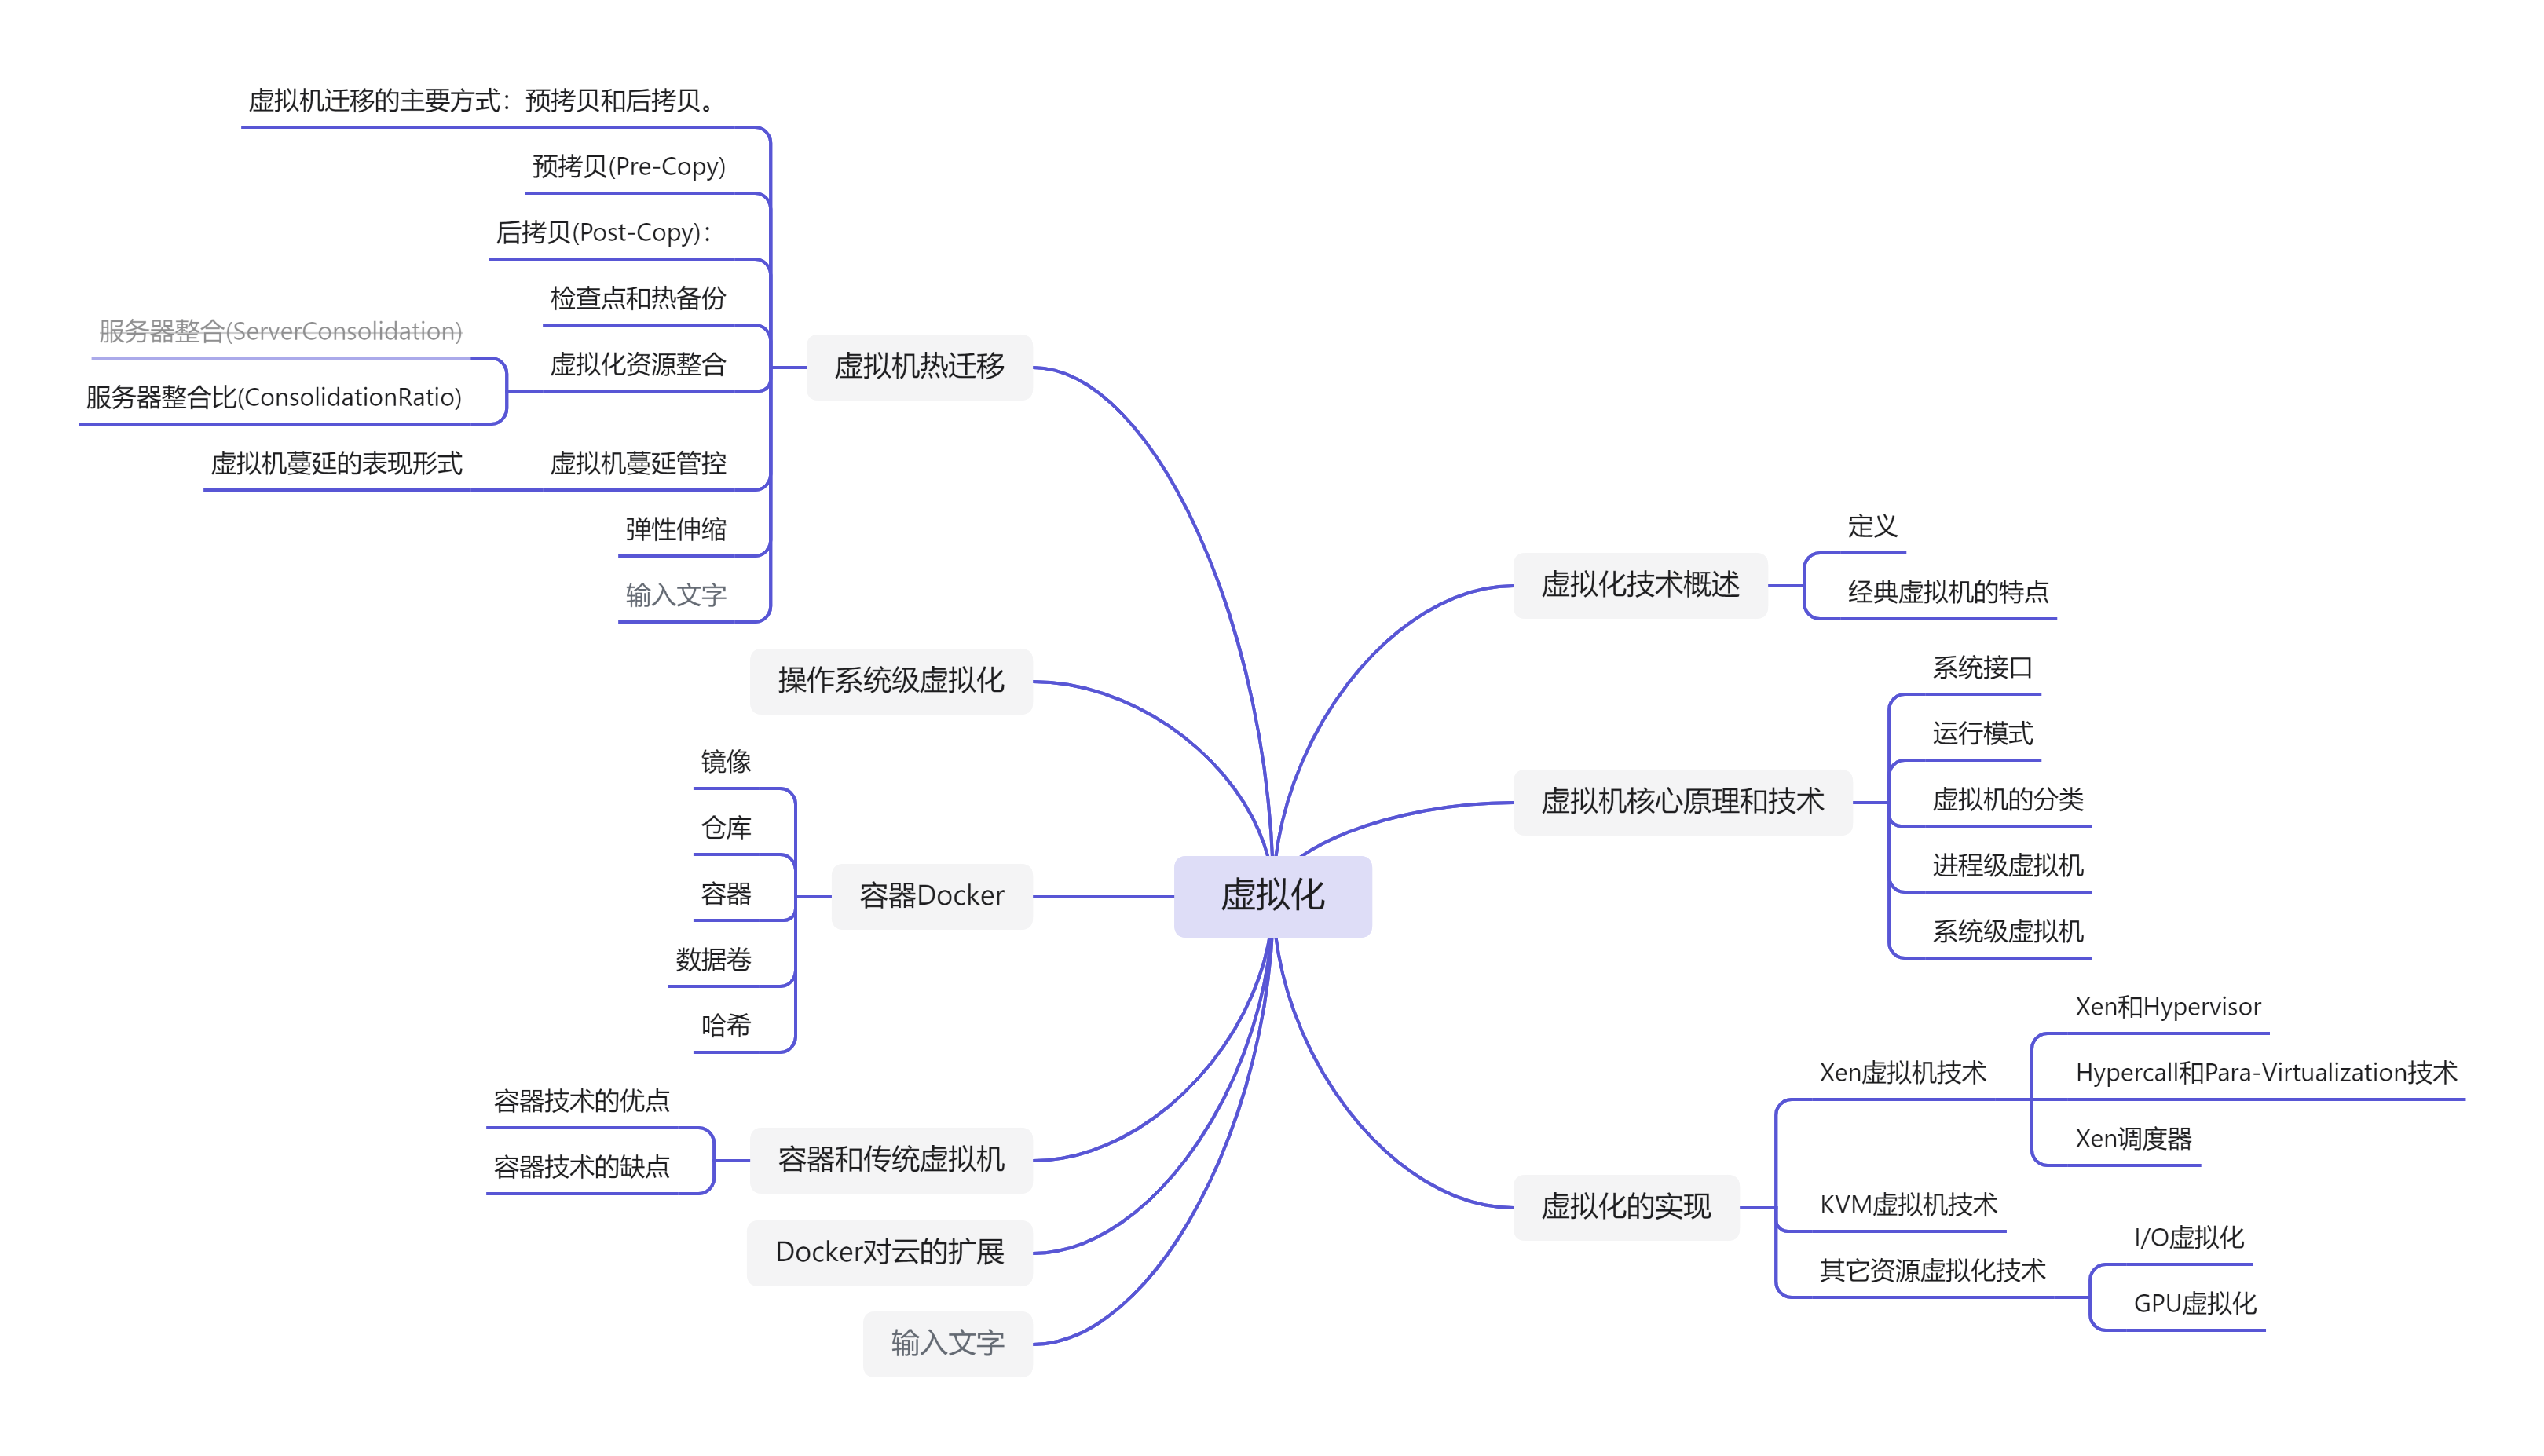 虚拟化
虚拟化技术概述
定义
经典虚拟机的特点
虚拟机核心原理和技术
系统接口
运行模式
虚拟机的分类
进程级虚拟机
系统级虚拟机
虚拟化的实现
Xen虚拟机技术
Xen和Hypervisor
Hypercall和Para-Virtualization技术
Xen调度器
KVM虚拟机技术
其它资源虚拟化技术
I/O虚拟化
GPU虚拟化
虚拟机热迁移
虚拟机迁移的主要方式：预拷贝和后拷贝。
预拷贝(Pre-Copy)
后拷贝(Post-Copy)：
检查点和热备份
虚拟化资源整合
服务器整合(ServerConsolidation)
服务器整合比(ConsolidationRatio)
虚拟机蔓延管控
虚拟机蔓延的表现形式
弹性伸缩
输入文字
操作系统级虚拟化
容器Docker
镜像
仓库
容器
数据卷
哈希
容器和传统虚拟机
容器技术的优点
容器技术的缺点
Docker对云的扩展
输入文字